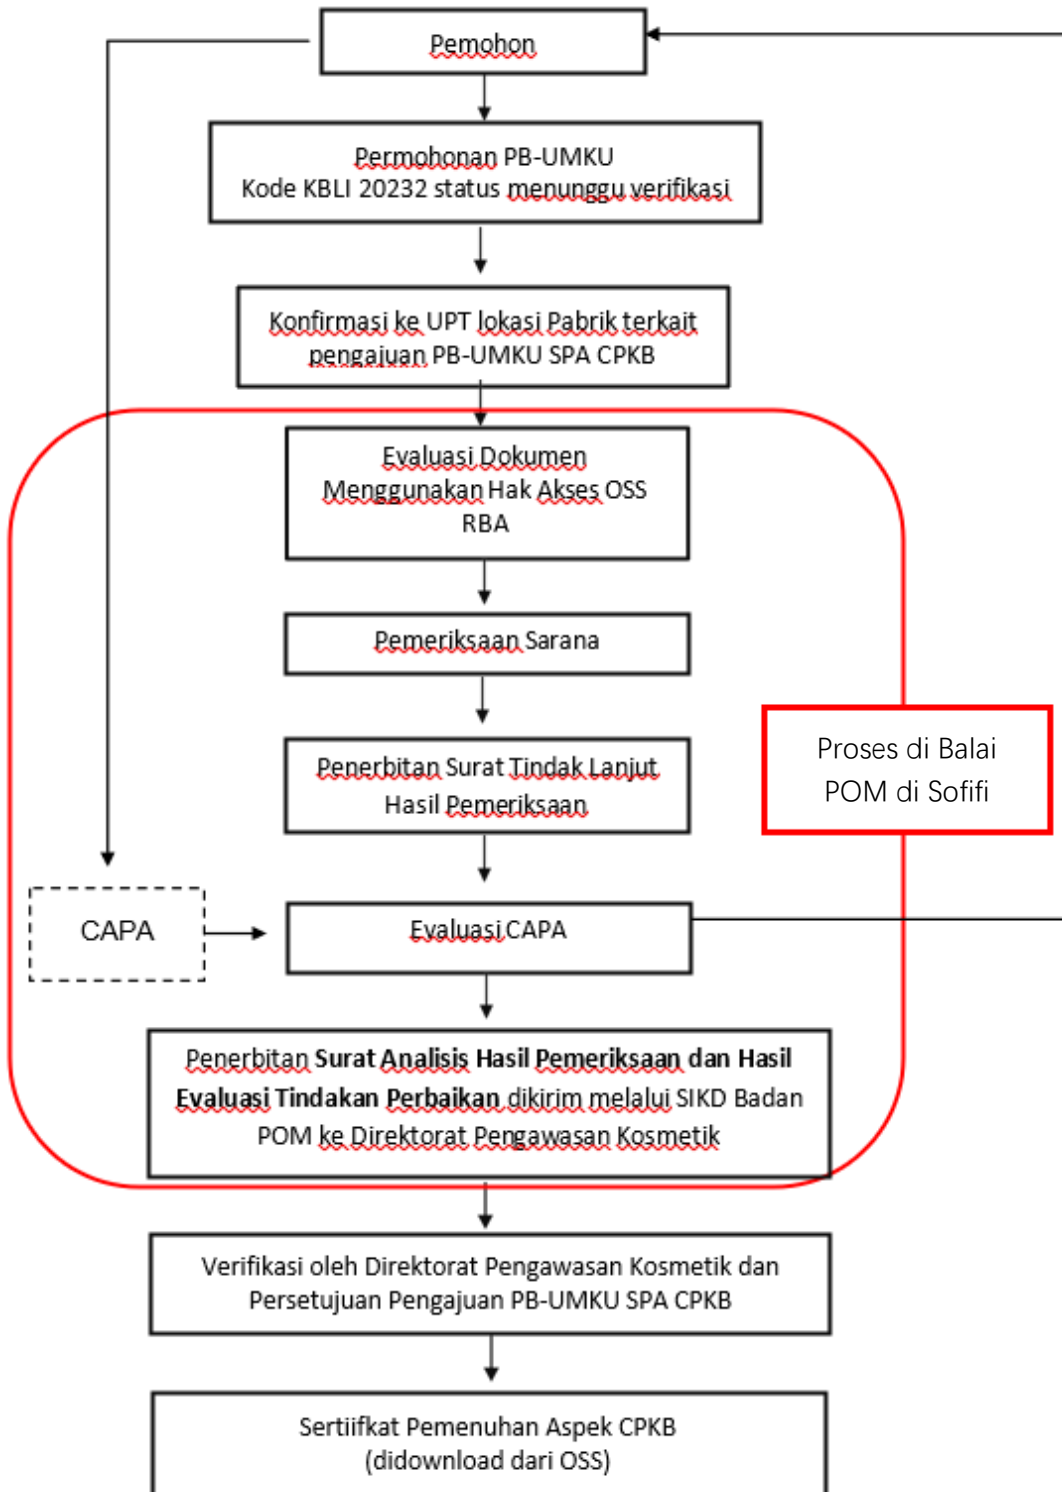 Pemohon
Permohonan PB-UMKU
Kode KBLI 20232 status menunggu verifikasi
Konfirmasi ke UPT lokasi Pabrik terkait
pengajuan PB-UMKU SPA CPKB
Evaluasi Dokumen
Menggunakan Hak Akses OSS
RBA
Pemeriksaan Sarana
Penerbitan Surat Tindak Lanjut
Hasil Pemeriksaan
Proses di Balai
POM di Sofifi
CAPA
Evaluasi CAPA
Penerbitan Surat Analisis Hasil Pemeriksaan dan Hasil
Evaluasi Tindakan Perbaikan dikirim melalui SIKD Badan
POM ke Direktorat Pengawasan Kosmetik
Verifikasi oleh Direktorat Pengawasan Kosmetik dan
Persetujuan Pengajuan PB-UMKU SPA CPKB
Sertiifkat Pemenuhan Aspek CPKB
(didownload dari OSS)